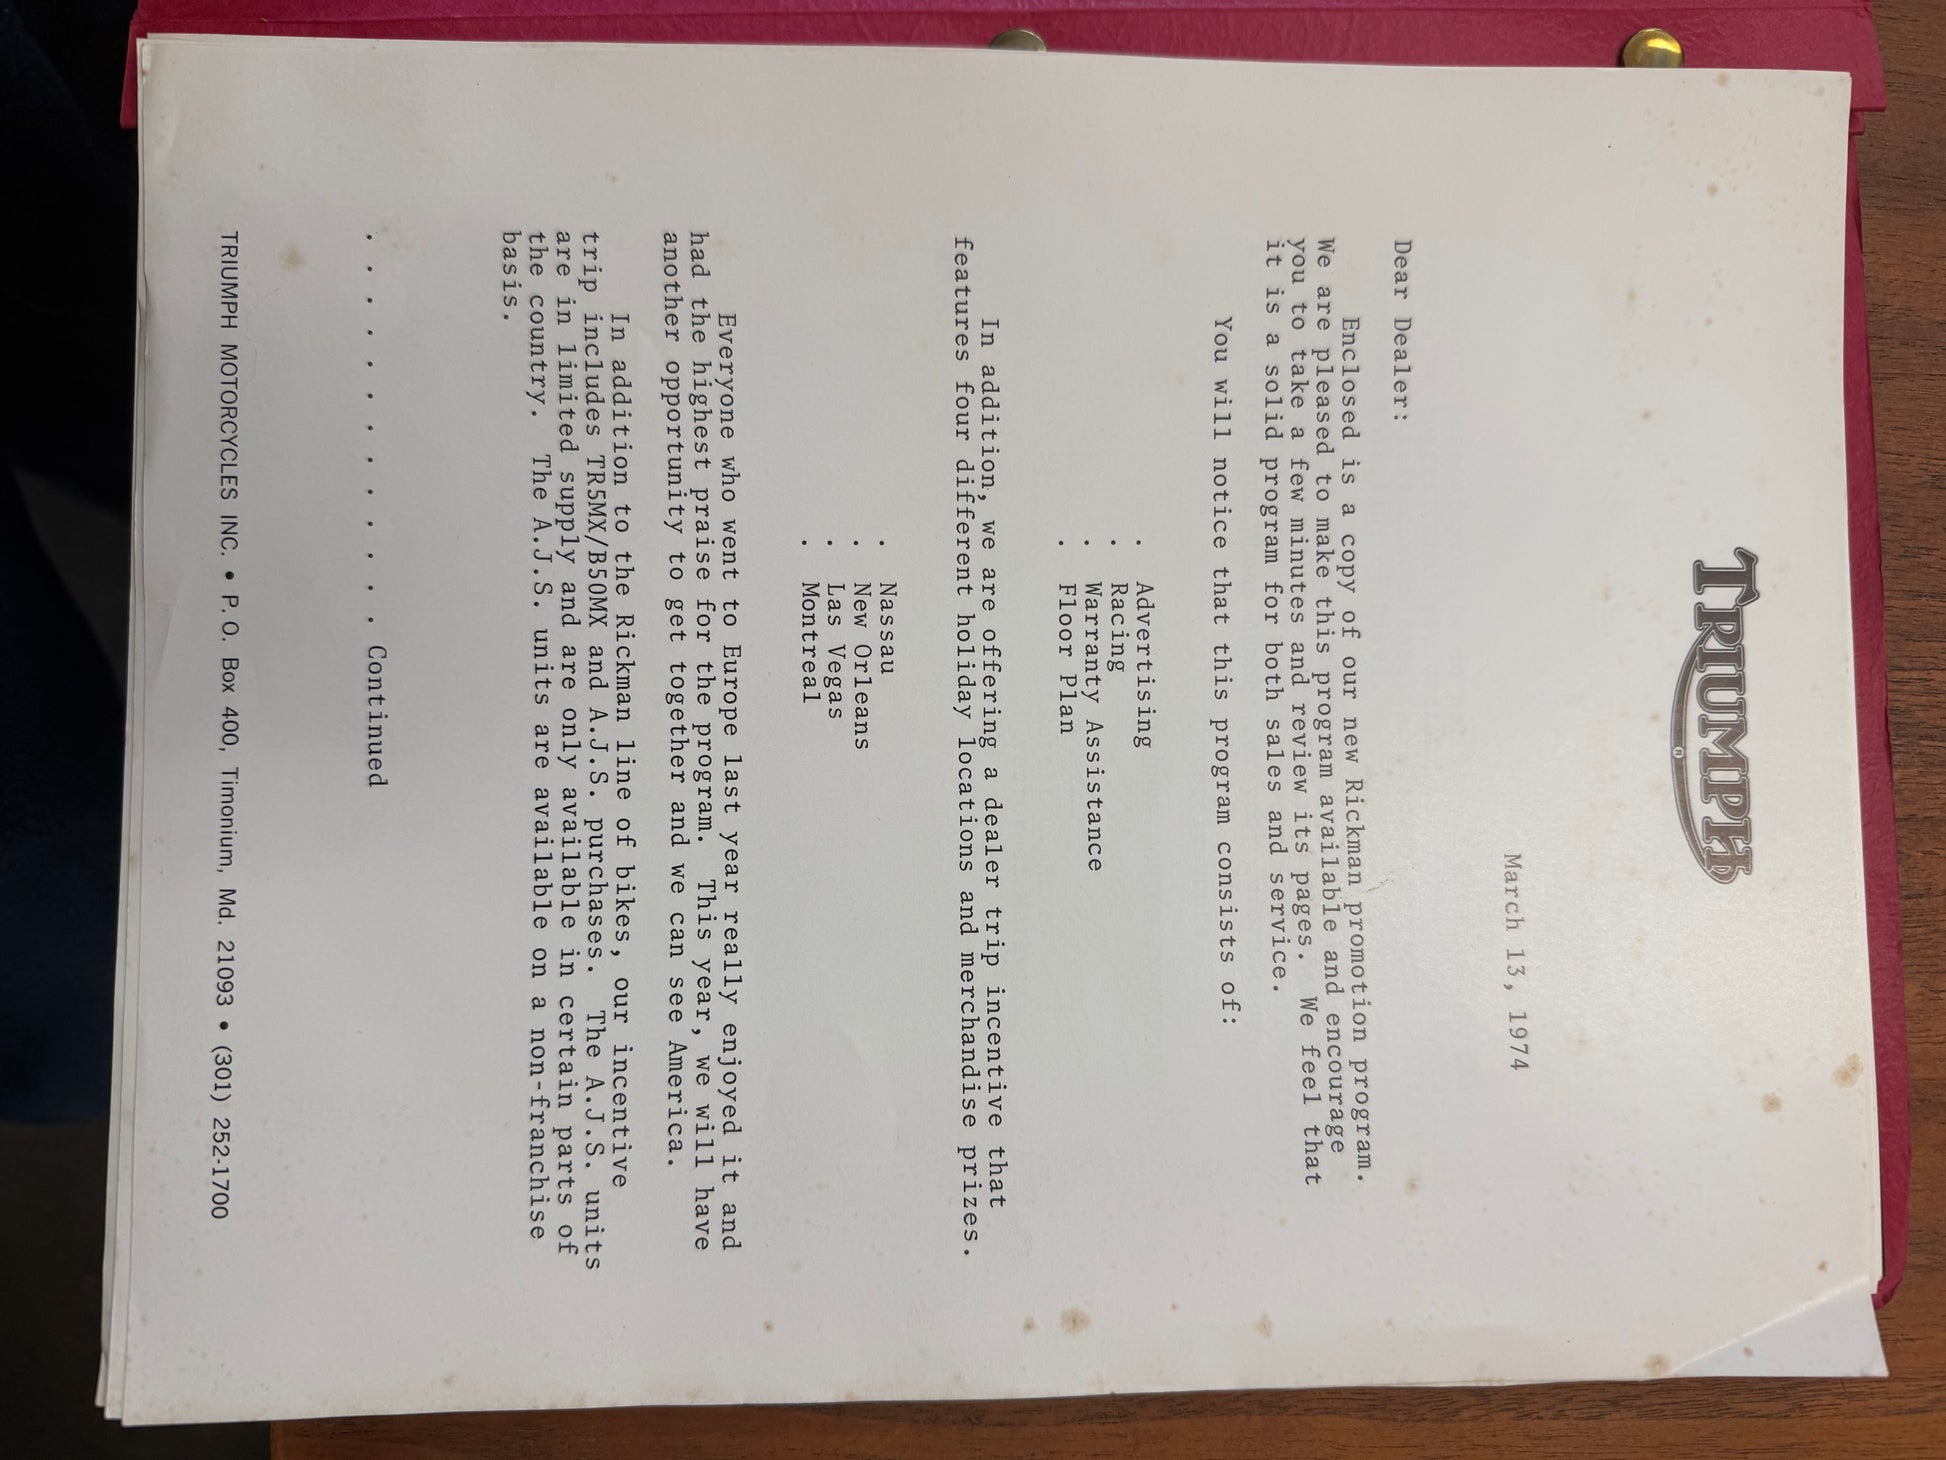 TRIUMPH
®
March 13, 1974
Dear Dealer:
Enclosed is a copy of our new Rickman promotion program.
We are pleased to make this program available and encourage
you to take a few minutes and review its pages. We feel that
it is a solid program for both sales and service.
You will notice that this program consists of:
. Advertising
. Racing
. Warranty Assistance
. Floor Plan
In addition, we are offering a dealer trip incentive that
features four different holiday locations and merchandise prizes.
. Nassau
. New Orleans
. Las Vegas
. Montreal
Everyone who went to Europe last year really enjoyed it and
had the highest praise for the program. This year, we will have
another opportunity to get together and we can see America.
In addition to the Rickman line of bikes, our incentive
trip includes TR5MX/B50MX and A.J.S. purchases. The A.J.S. units
are in limited supply and are only available in certain parts of
the country. The A.J.S. units are available on a non-franchise
basis.
. . . . . . . . . . . . . Continued
TRIUMPH MOTORCYCLES INC. • P.O. Box 400, Timonium, Md. 21093 • (301) 252-1700